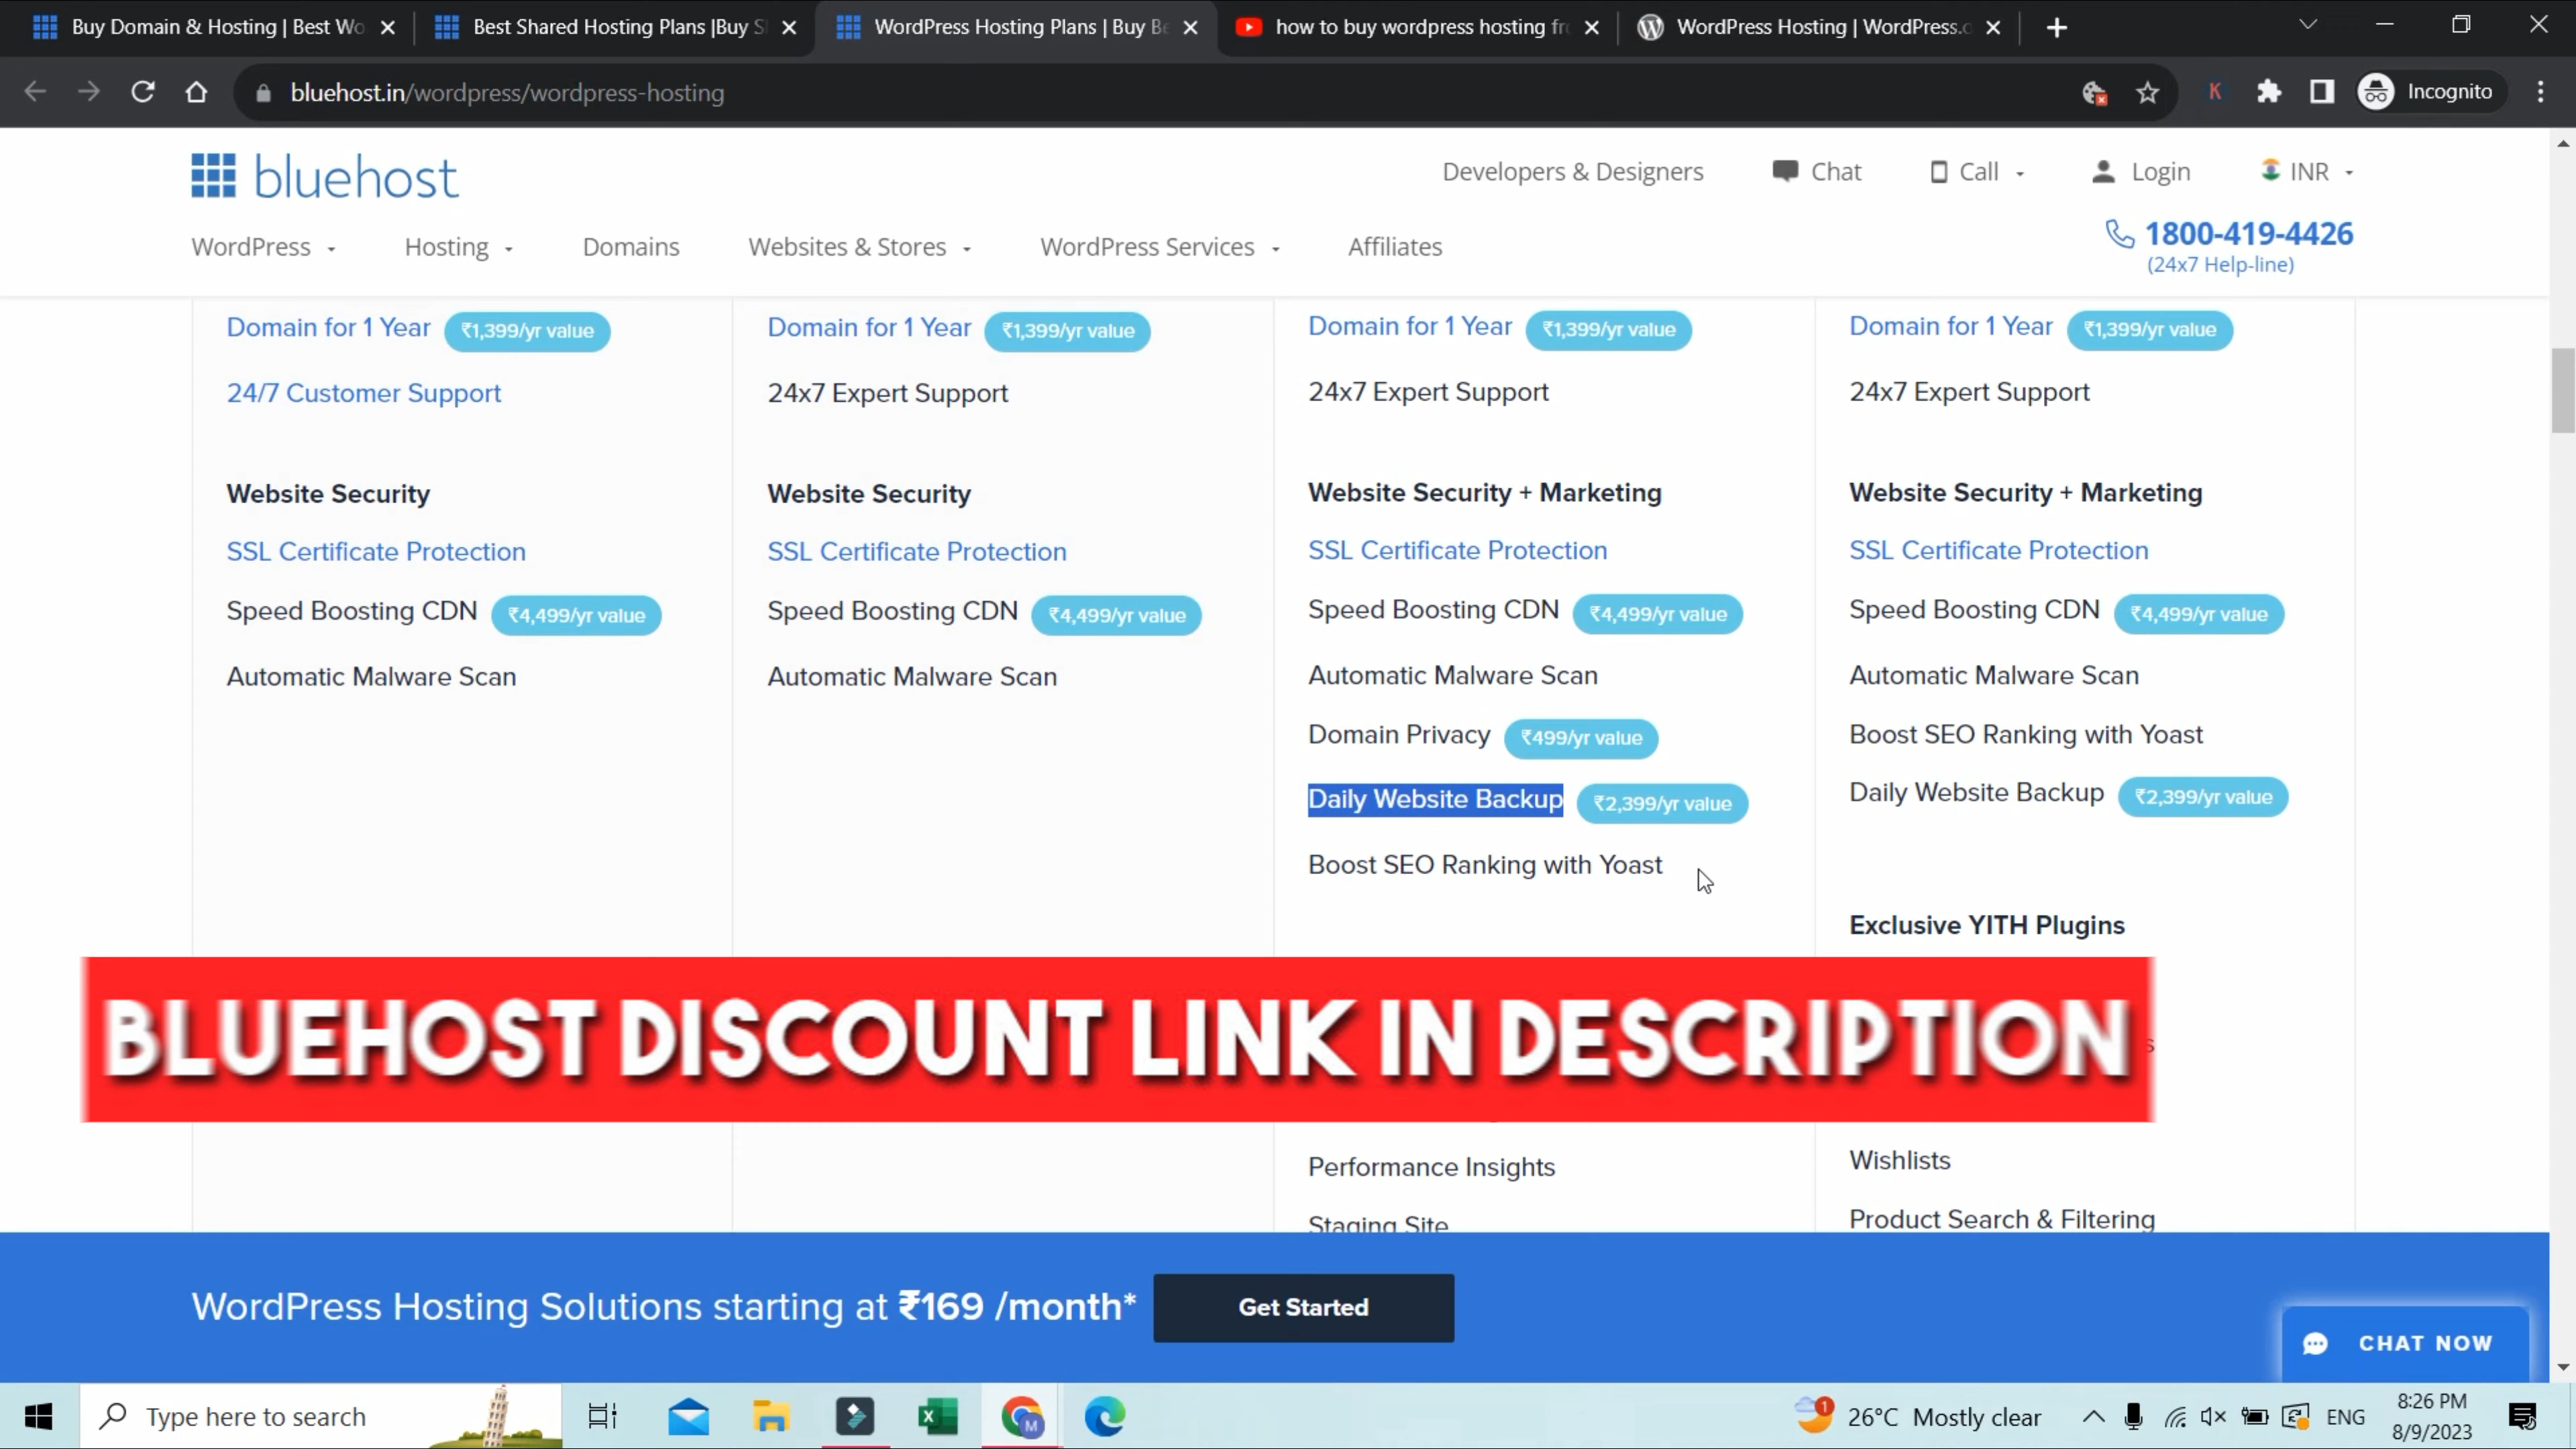 Buy Domain & Hosting | Best Wo
Best Shared Hosting Plans |Buy S
WordPress Hosting Plans | Buy Be
how to buy wordpress hosting fr
WordPress Hosting | WordPress.o
bluehost.in/wordpress/wordpress-hosting
K
Incognito
bluehost
Developers & Designers
Chat
Call
Login
INR
1800-419-4426
(24x7 Help-line)
WordPress
Hosting
Domains
Websites & Stores
WordPress Services
Affiliates
Domain for 1 Year ₹1,399/yr value
24/7 Customer Support
Website Security
SSL Certificate Protection
Speed Boosting CDN ₹4,499/yr value
Automatic Malware Scan
Domain for 1 Year ₹1,399/yr value
24x7 Expert Support
Website Security
SSL Certificate Protection
Speed Boosting CDN ₹4,499/yr value
Automatic Malware Scan
Domain for 1 Year ₹1,399/yr value
24x7 Expert Support
Website Security + Marketing
SSL Certificate Protection
Speed Boosting CDN ₹4,499/yr value
Automatic Malware Scan
Domain Privacy ₹499/yr value
Daily Website Backup ₹2,399/yr value
Boost SEO Ranking with Yoast
Performance Insights
Staging Site
Domain for 1 Year ₹1,399/yr value
24x7 Expert Support
Website Security + Marketing
SSL Certificate Protection
Speed Boosting CDN ₹4,499/yr value
Automatic Malware Scan
Boost SEO Ranking with Yoast
Daily Website Backup ₹2,399/yr value
Exclusive YITH Plugins
Wishlists
Product Search & Filtering
BLUEHOST DISCOUNT LINK IN DESCRIPTION
WordPress Hosting Solutions starting at ₹169 /month*
Get Started
CHAT NOW
Type here to search
M
1
26°C Mostly clear
ENG
8:26 PM
8/9/2023